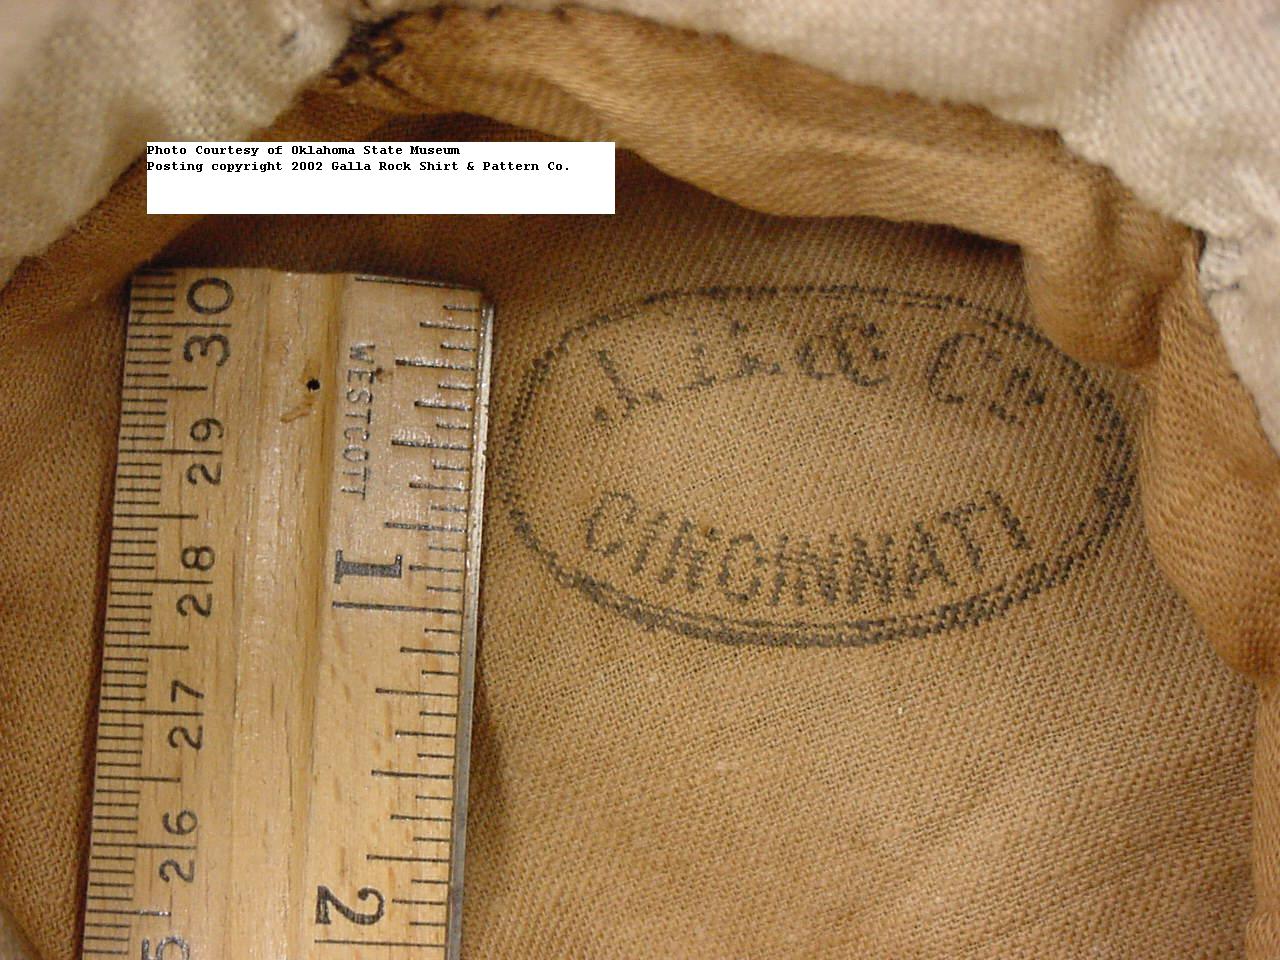 Photo Courtesy of Oklahoma State Museum
Posting copyright 2002 Galla Rock Shirt & Pattern Co.
30
29
28
27
26
WESTCOTT
1
2
& Co
CINCINNATI